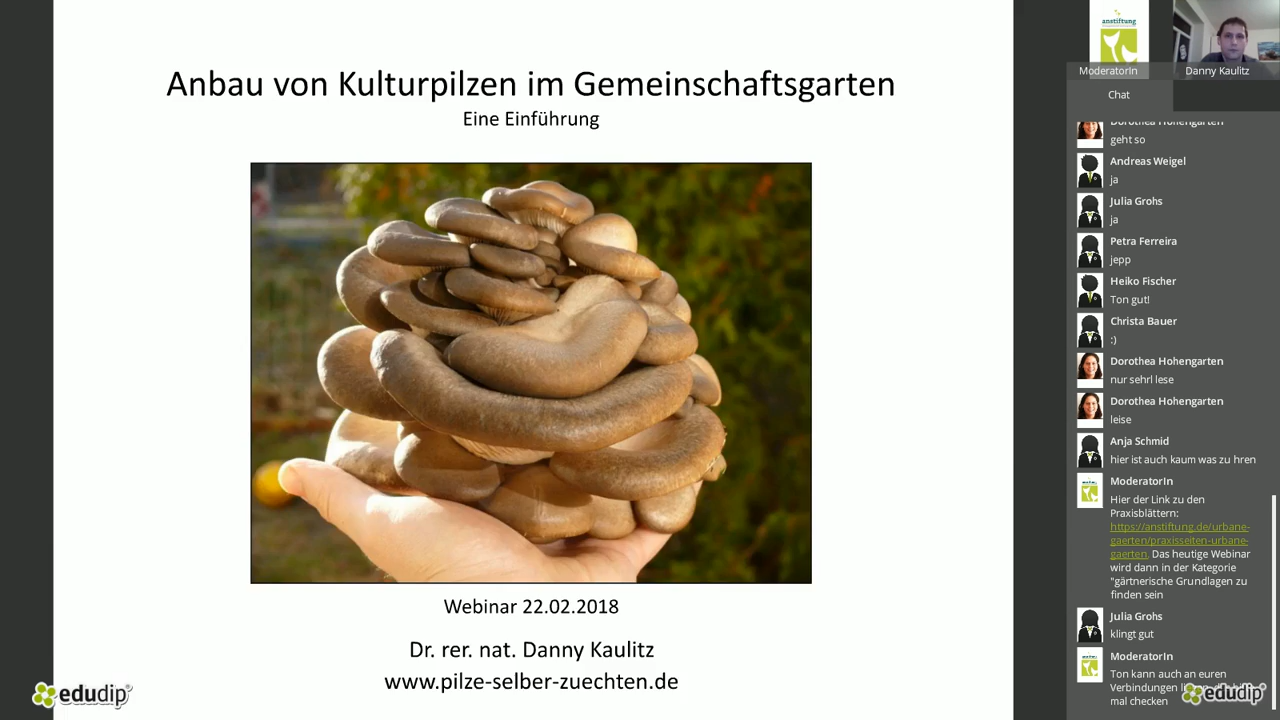 Anbau von Kulturpilzen im Gemeinschaftsgarten
Eine Einführung
Webinar 22.02.2018
Dr. rer. nat. Danny Kaulitz
www.pilze-selber-zuechten.de
edudip
anstiftung
ModeratorIn
Danny Kaulitz
Chat
Dorothea Hohengarten
geht so
Andreas Weigel
ja
Julia Grohs
ja
Petra Ferreira
jepp
Heiko Fischer
Ton gut!
Christa Bauer
:)
Dorothea Hohengarten
nur sehrl lese
Dorothea Hohengarten
leise
Anja Schmid
hier ist auch kaum was zu hren
ModeratorIn
Hier der Link zu den
Praxisblättern:
https://anstiftung.de/urbane-
gaerten/praxisseiten-urbane-
gaerten. Das heutige Webinar
wird dann in der Kategorie
"gärtnerische Grundlagen zu
finden sein
Julia Grohs
klingt gut
ModeratorIn
Ton kann auch an euren
Verbindungen
mal checken
edudip